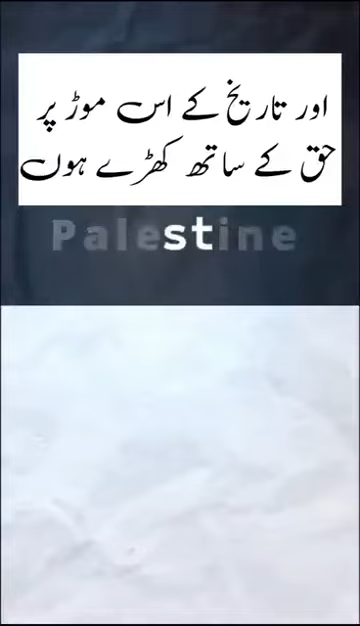 اور تاریخ کے اس موڑ پر
حق کے ساتھ کھڑے ہوں
Palestine